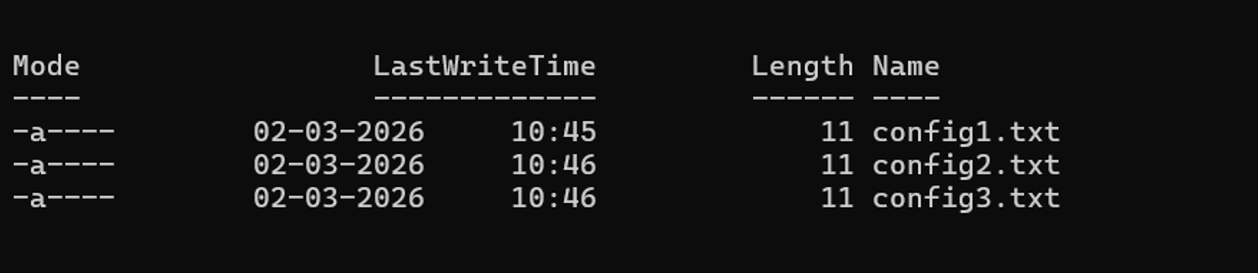 Mode                 LastWriteTime         Length Name
----                 -------------         ------ ----
-a----        02-03-2026     10:45             11 config1.txt
-a----        02-03-2026     10:46             11 config2.txt
-a----        02-03-2026     10:46             11 config3.txt